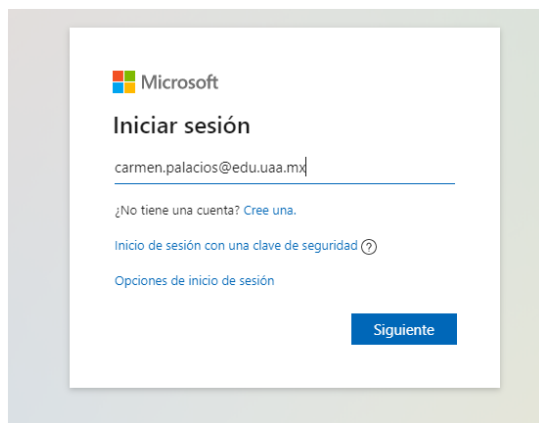 Microsoft
Iniciar sesión
carmen.palacios@edu.uaa.mx
¿No tiene una cuenta? Cree una.
Inicio de sesión con una clave de seguridad ?
Opciones de inicio de sesión
Siguiente